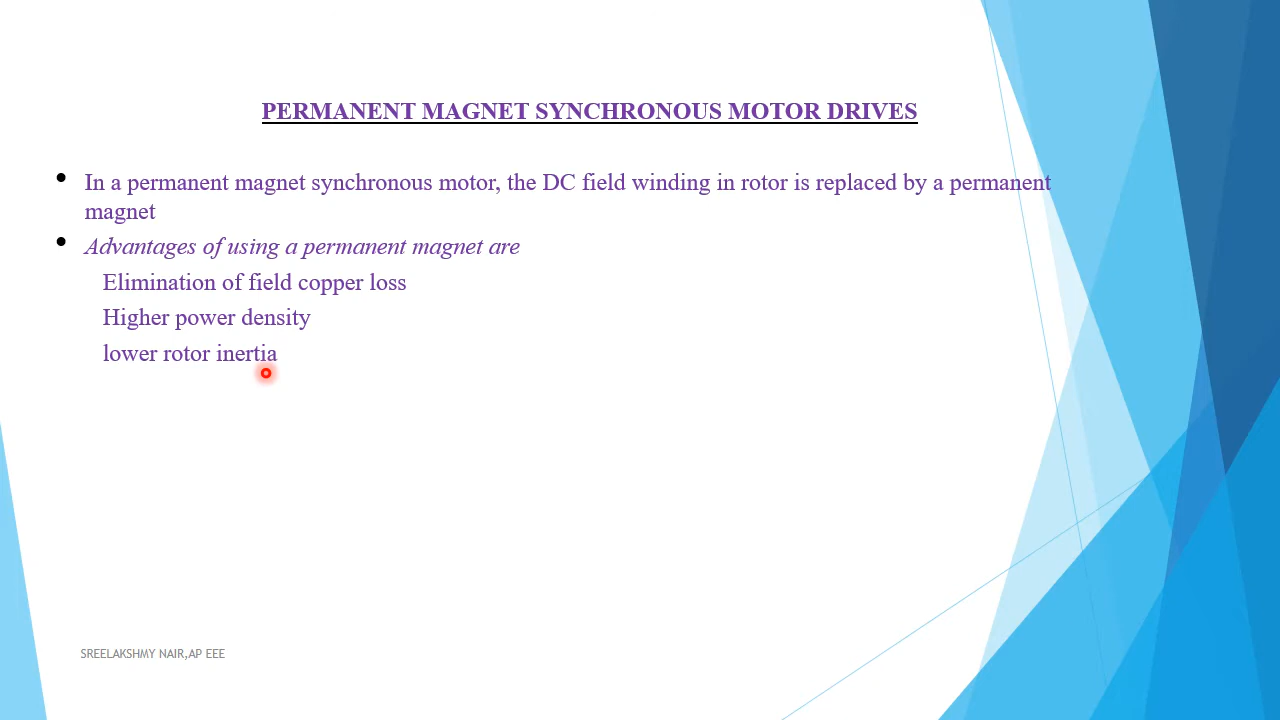 PERMANENT MAGNET SYNCHRONOUS MOTOR DRIVES
• In a permanent magnet synchronous motor, the DC field winding in rotor is replaced by a permanent
magnet
• Advantages of using a permanent magnet are
Elimination of field copper loss
Higher power density
lower rotor inertia
SREELAKSHMY NAIR,AP EEE